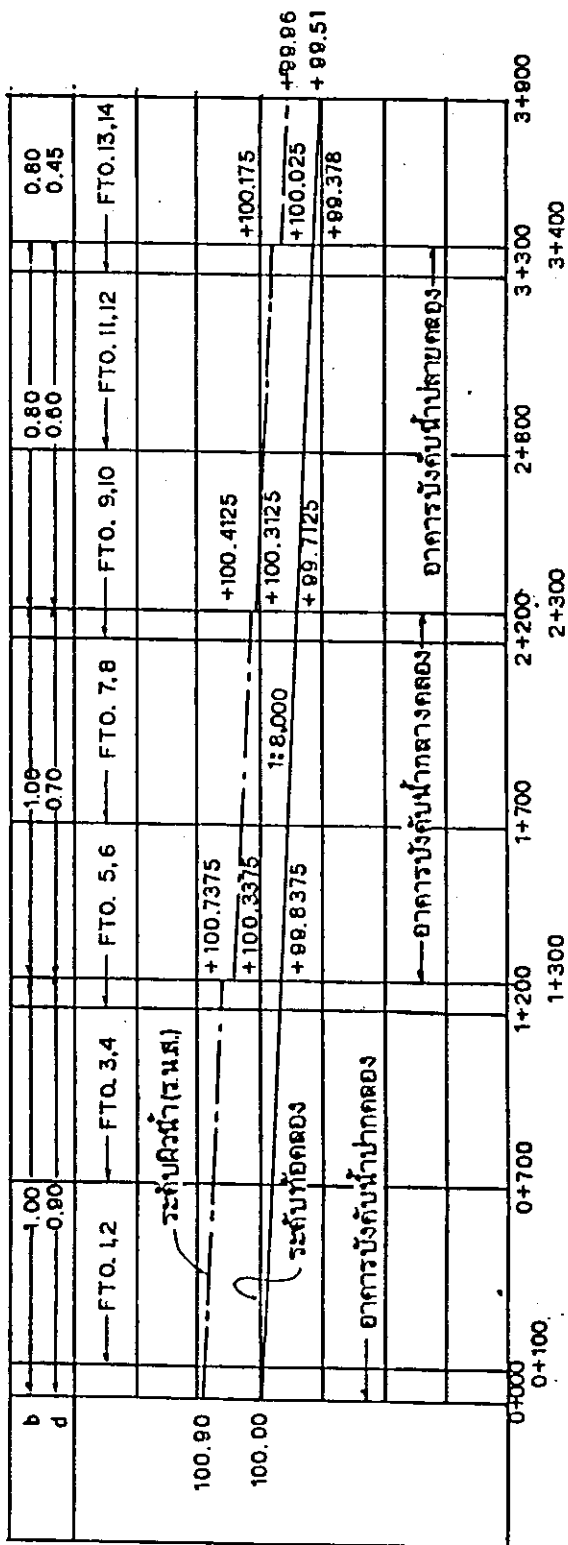 b 1.00 1.00 0.80 0.80
d 0.90 0.70 0.60 0.45
FTO. 1,2 FTO. 3,4 FTO. 5,6 FTO. 7,8 FTO. 9,10 FTO. 11,12 FTO. 13,14
100.90
100.00
ระดับผิวน้ำ (ร.น.ส.)
ระดับท้อคลอง
+100.7375
+100.3375
+99.8375
1:8,000
+100.4125
+100.3125
+99.7125
+100.175
+100.025
+99.378
+99.96
+99.51
อาคารบังคับน้ำปากคลอง
อาคารบังคับน้ำกลางคลอง
อาคารบังคับน้ำปลายคลอง
0+000 0+700 1+200 1+700 2+200 2+800 3+300 3+900
0+100 1+300 2+300 3+400